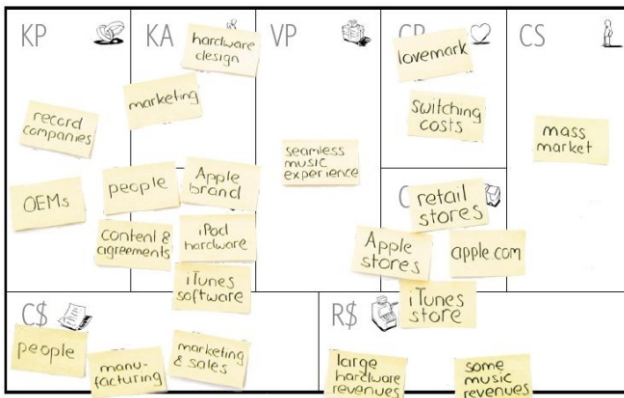 KP
KA
VP
CR
CS
hardware
design
marketing
record
companies
OEMs
people
Apple
brand
content &
agreements
iPod
hardware
iTunes
software
seamless
music
experience
lovemark
switching
costs
mass
market
C
retail
stores
Apple
stores
apple.com
iTunes
store
C$
people
manu-
facturing
marketing
& sales
R$
large
hardware
revenues
some
music
revenues